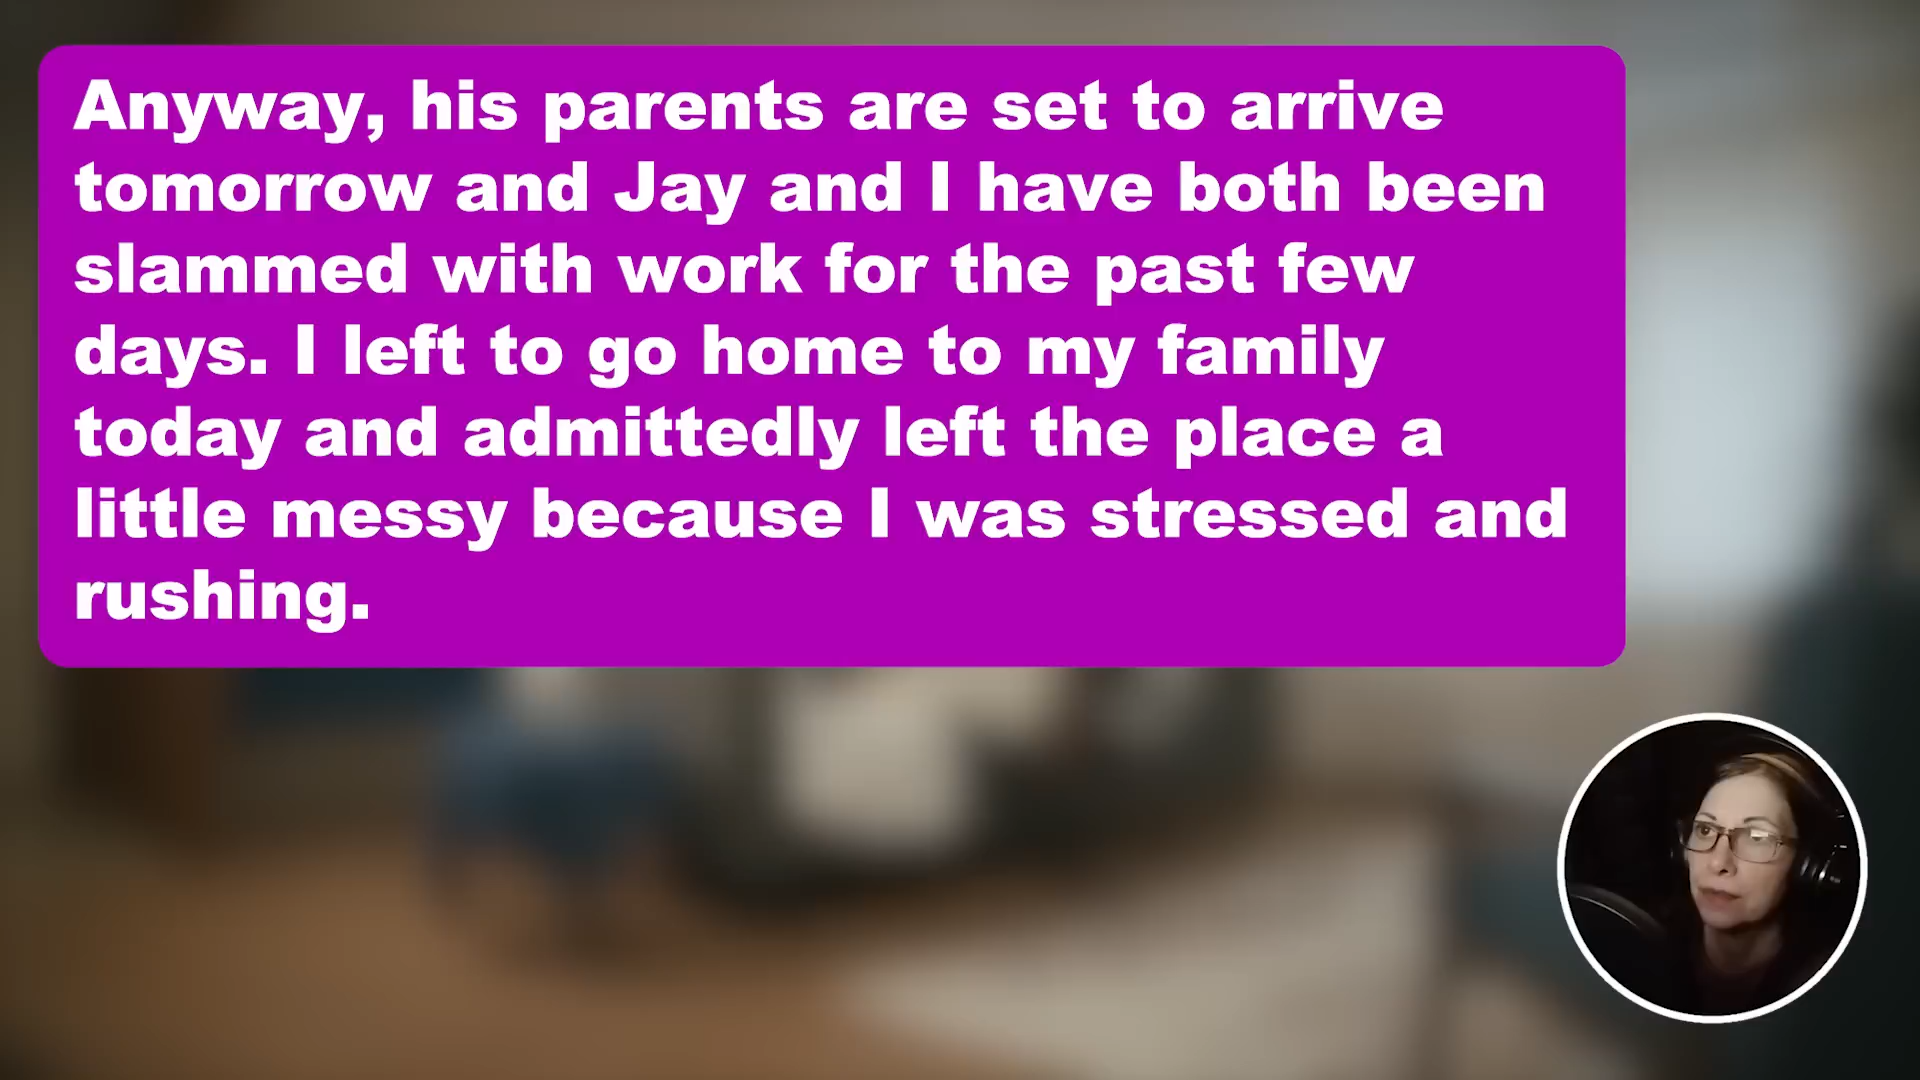 Anyway, his parents are set to arrive
tomorrow and Jay and I have both been
slammed with work for the past few
days. I left to go home to my family
today and admittedly left the place a
little messy because I was stressed and
rushing.